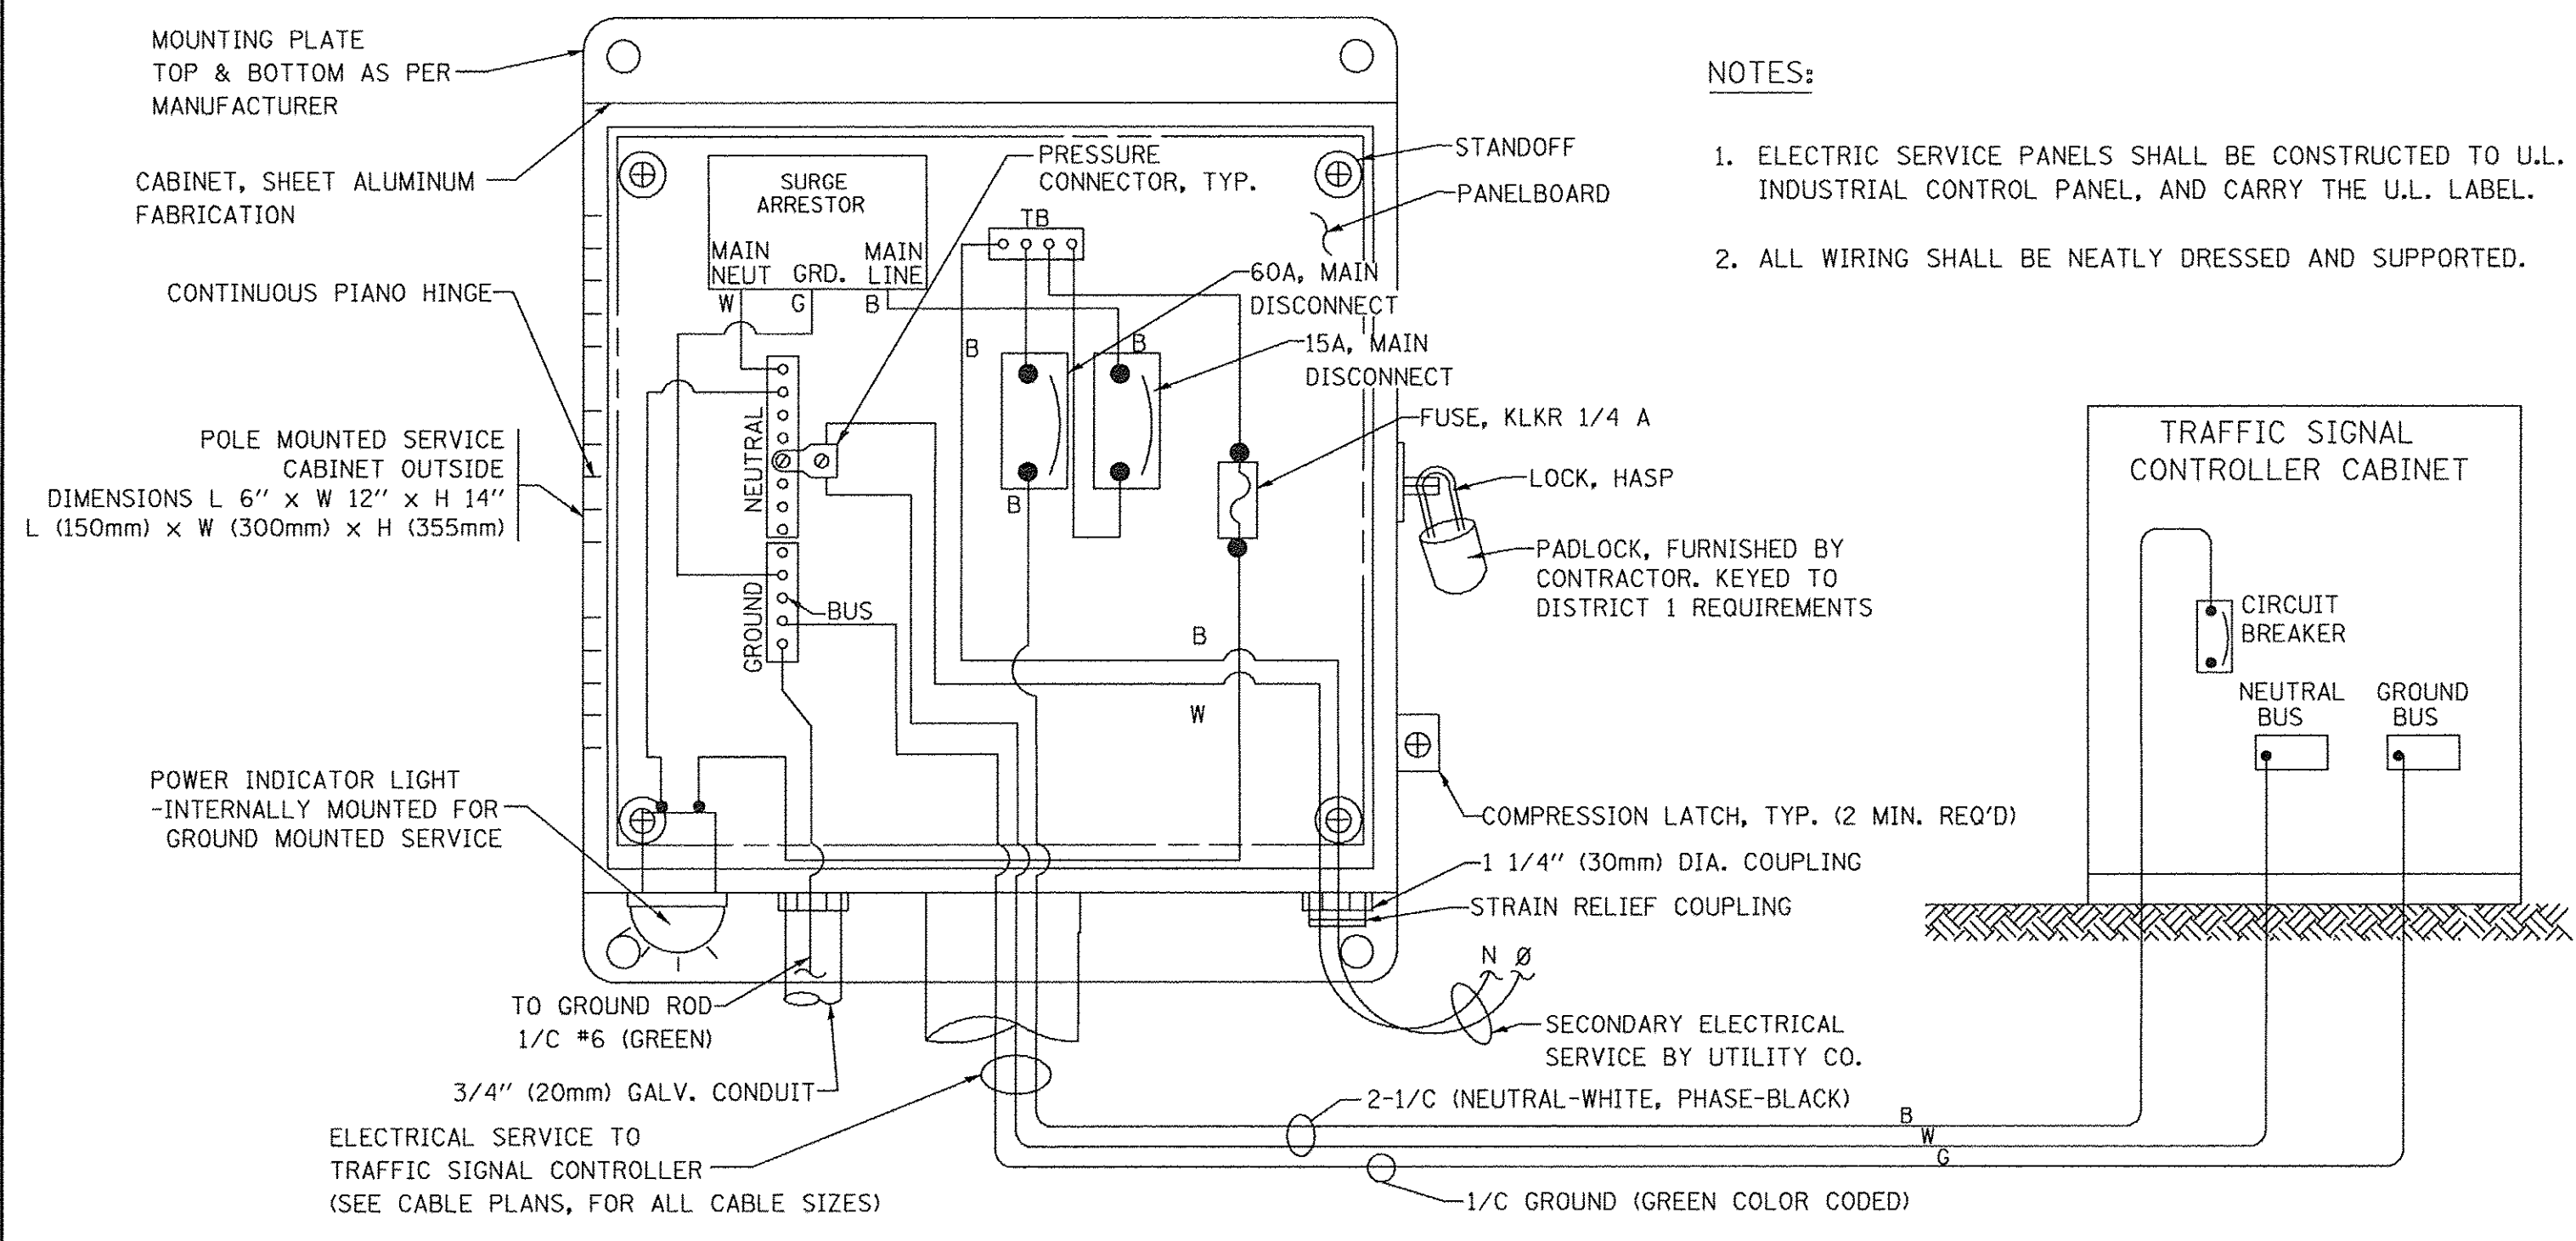 MOUNTING PLATE
TOP & BOTTOM AS PER
MANUFACTURER
CABINET, SHEET ALUMINUM
FABRICATION
CONTINUOUS PIANO HINGE
POLE MOUNTED SERVICE
CABINET OUTSIDE
DIMENSIONS L 6" x W 12" x H 14"
L (150mm) x W (300mm) x H (355mm)
POWER INDICATOR LIGHT
-INTERNALLY MOUNTED FOR
GROUND MOUNTED SERVICE
SURGE
ARRESTOR
MAIN
NEUT
GRD.
MAIN
LINE
W
G
B
PRESSURE
CONNECTOR, TYP.
TB
STANDOFF
PANELBOARD
60A, MAIN
DISCONNECT
15A, MAIN
DISCONNECT
B
B
B
FUSE, KLKR 1/4 A
NEUTRAL
GROUND
BUS
LOCK, HASP
PADLOCK, FURNISHED BY
CONTRACTOR. KEYED TO
DISTRICT 1 REQUIREMENTS
B
W
COMPRESSION LATCH, TYP. (2 MIN. REQ'D)
1 1/4" (30mm) DIA. COUPLING
STRAIN RELIEF COUPLING
N Ø
SECONDARY ELECTRICAL
SERVICE BY UTILITY CO.
TO GROUND ROD
1/C #6 (GREEN)
3/4" (20mm) GALV. CONDUIT
ELECTRICAL SERVICE TO
TRAFFIC SIGNAL CONTROLLER
(SEE CABLE PLANS, FOR ALL CABLE SIZES)
2-1/C (NEUTRAL-WHITE, PHASE-BLACK)
B
W
G
1/C GROUND (GREEN COLOR CODED)
NOTES:
1. ELECTRIC SERVICE PANELS SHALL BE CONSTRUCTED TO U.L.
INDUSTRIAL CONTROL PANEL, AND CARRY THE U.L. LABEL.
2. ALL WIRING SHALL BE NEATLY DRESSED AND SUPPORTED.
TRAFFIC SIGNAL
CONTROLLER CABINET
CIRCUIT
BREAKER
NEUTRAL
BUS
GROUND
BUS